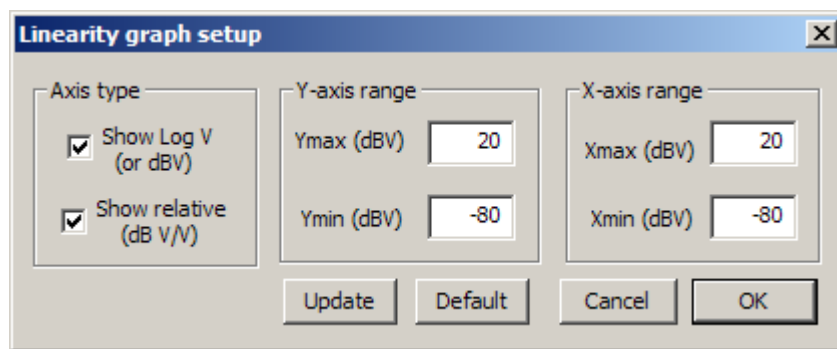 Linearity graph setup
Axis type
Show Log V
(or dBV)
Show relative
(dB V/V)
Y-axis range
Ymax (dBV) 20
Ymin (dBV) -80
X-axis range
Xmax (dBV) 20
Xmin (dBV) -80
Update Default Cancel OK